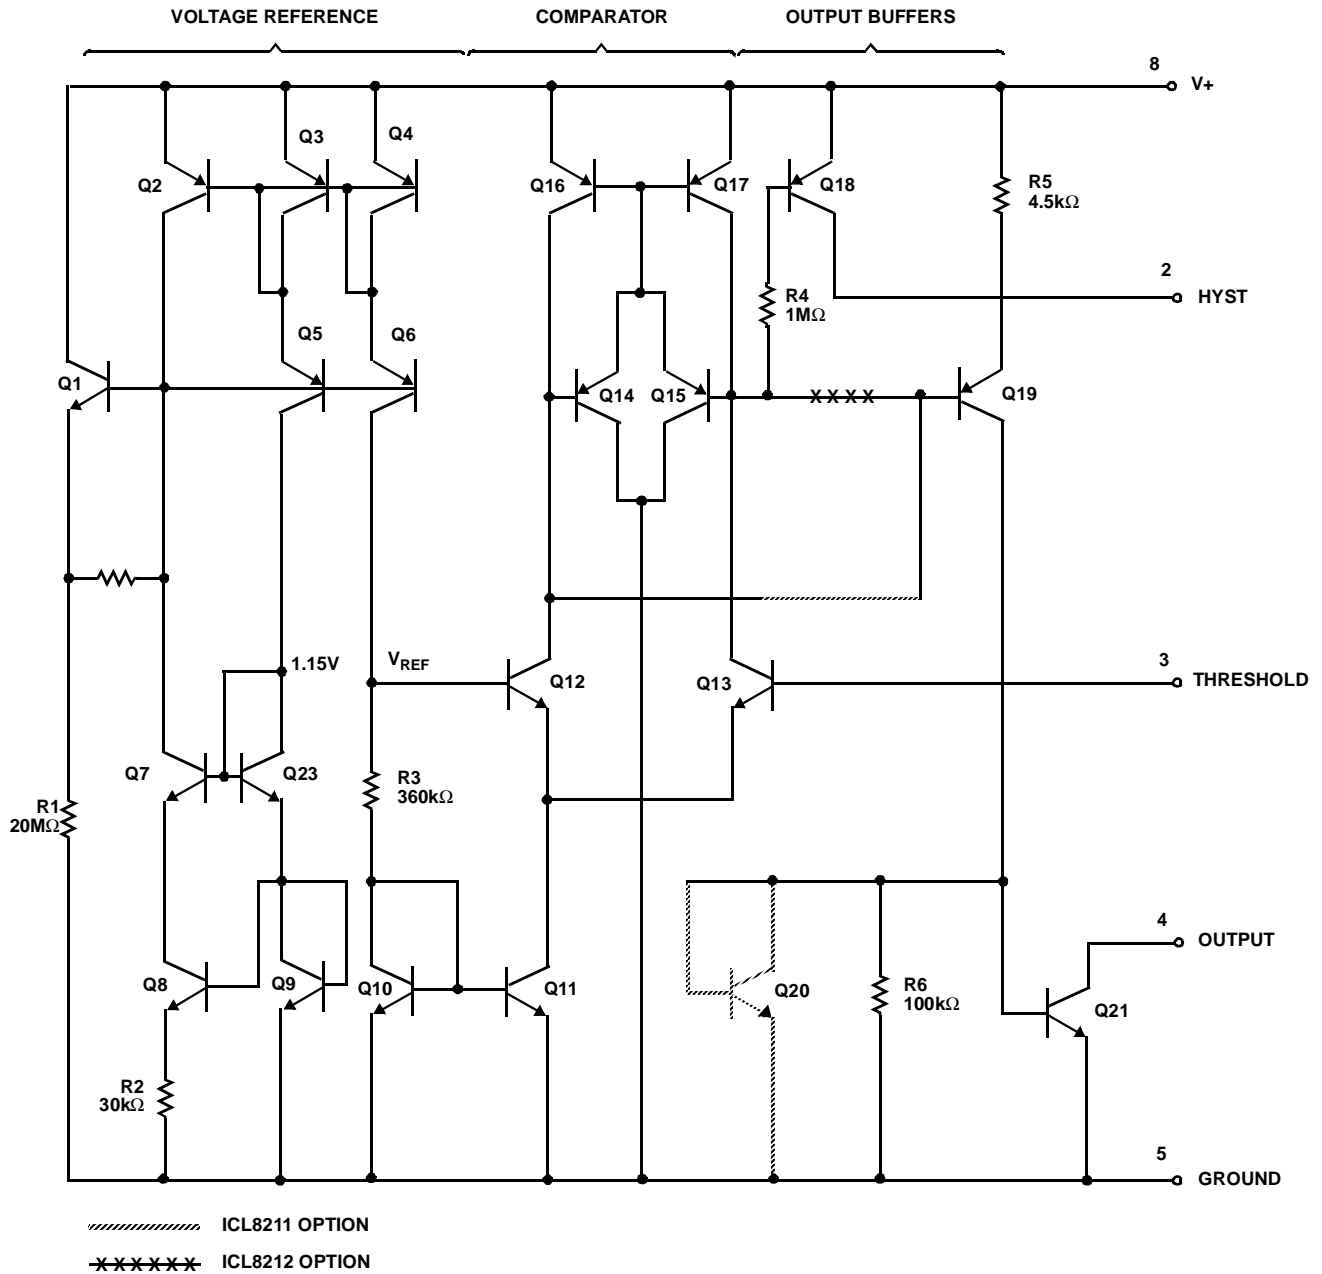 VOLTAGE REFERENCE
COMPARATOR
OUTPUT BUFFERS
8
V+
Q3
Q4
Q2
Q16
Q17
Q18
R5
4.5kΩ
2
HYST
R4
1MΩ
Q5
Q6
Q1
Q14
Q15
Q19
X X X X
1.15V
VREF
Q12
Q13
3
THRESHOLD
Q7
Q23
R3
360kΩ
R1
20MΩ
4
OUTPUT
Q8
Q9
Q10
Q11
Q20
R6
100kΩ
Q21
R2
30kΩ
5
GROUND
ICL8211 OPTION
X X X X X X ICL8212 OPTION